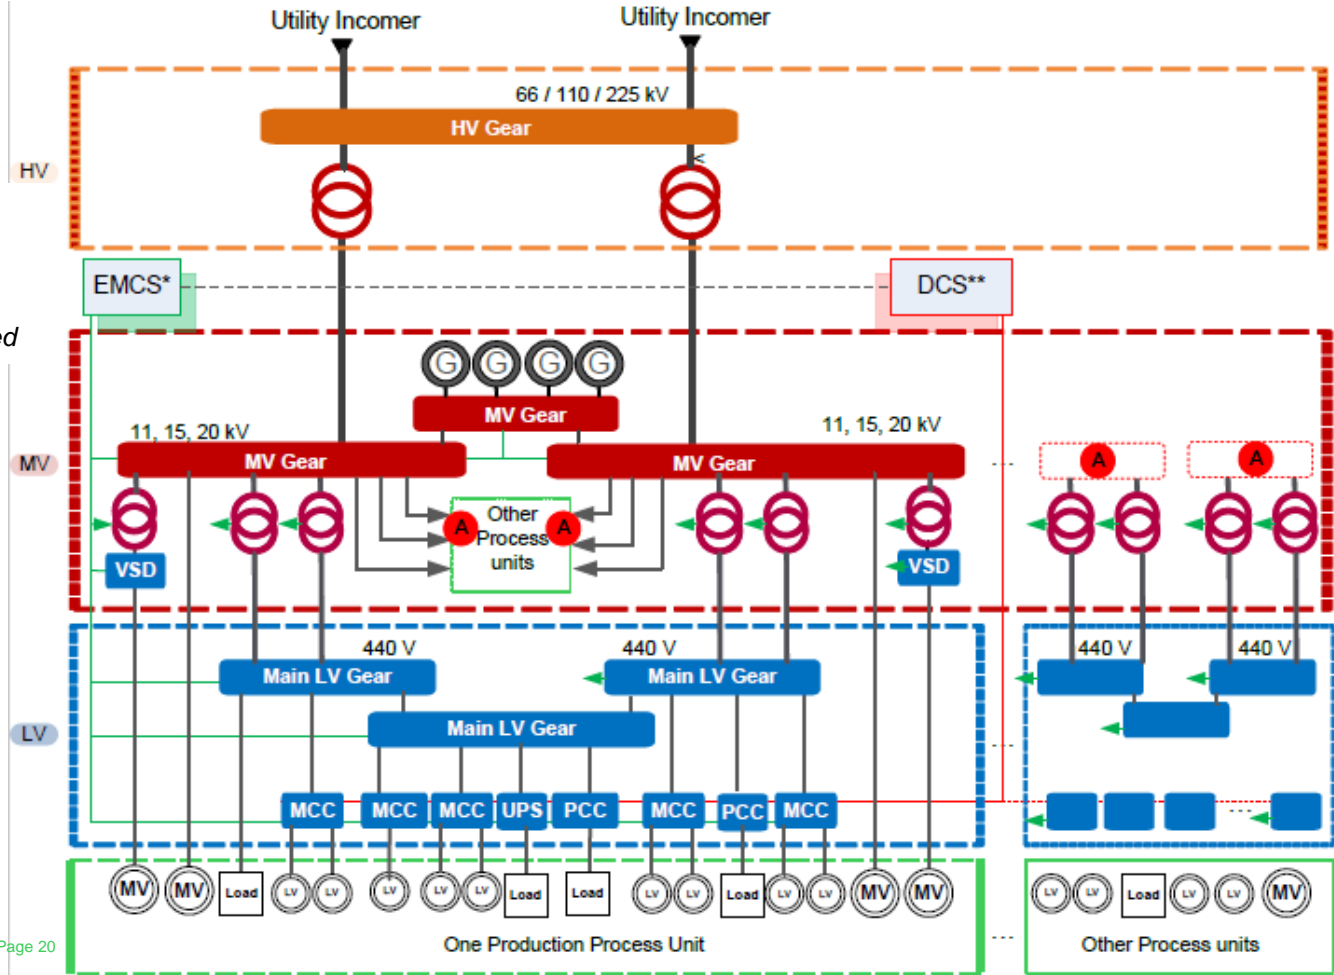 Utility Incomer
Utility Incomer
66 / 110 / 225 kV
HV Gear
<
HV
EMCS*
DCS**
ed
G G G G
MV Gear
11, 15, 20 kV
11, 15, 20 kV
MV
MV Gear
MV Gear
A
A
Other
Process
units
A
A
VSD
VSD
440 V
440 V
440 V
440 V
Main LV Gear
Main LV Gear
LV
Main LV Gear
MCC
MCC
MCC
UPS
PCC
MCC
PCC
MCC
MV
MV
Load
LV
LV
LV
LV
LV
Load
Load
LV
LV
Load
LV
LV
MV
MV
LV
LV
Load
LV
LV
MV
One Production Process Unit
Other Process units
Page 20